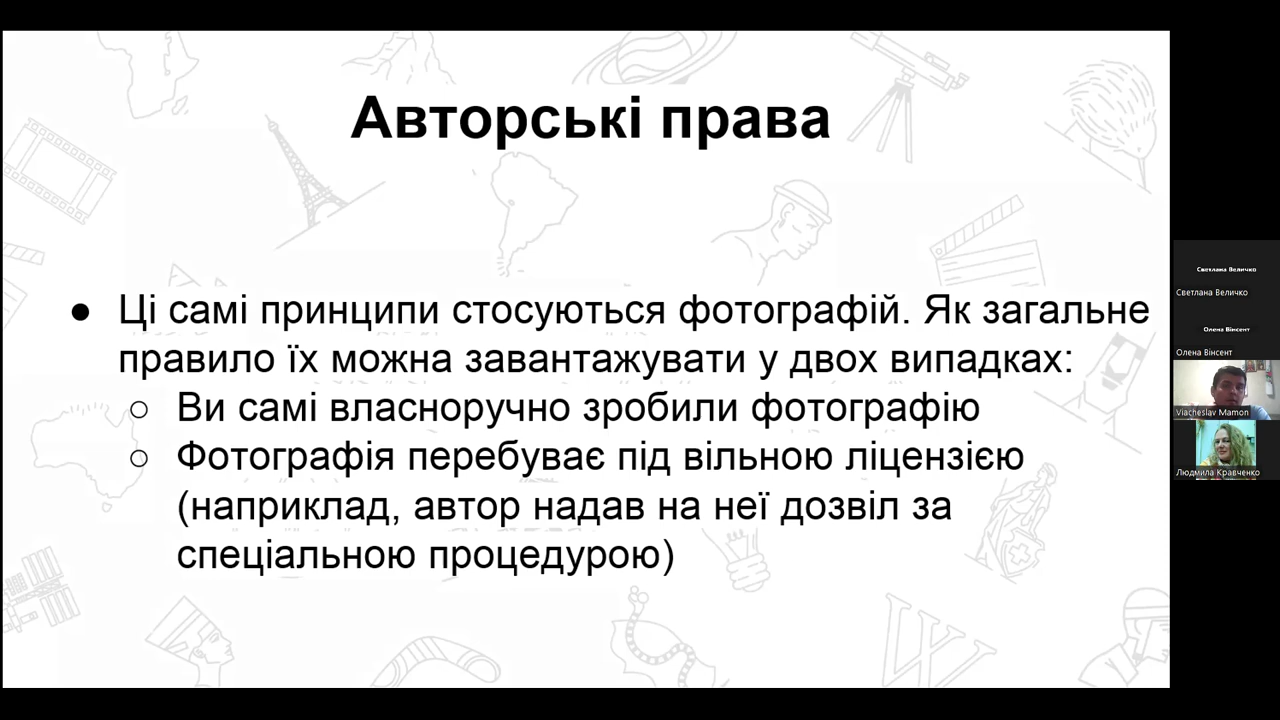 Авторські права
● Ці самі принципи стосуються фотографій. Як загальне
правило їх можна завантажувати у двох випадках:
○ Ви самі власноручно зробили фотографію
○ Фотографія перебуває під вільною ліцензією
(наприклад, автор надав на неї дозвіл за
спеціальною процедурою)
Светлана Величко
Светлана Величко
Олена Вінсент
Олена Вінсент
Viacheslav Mamon
Людмила Кравченко